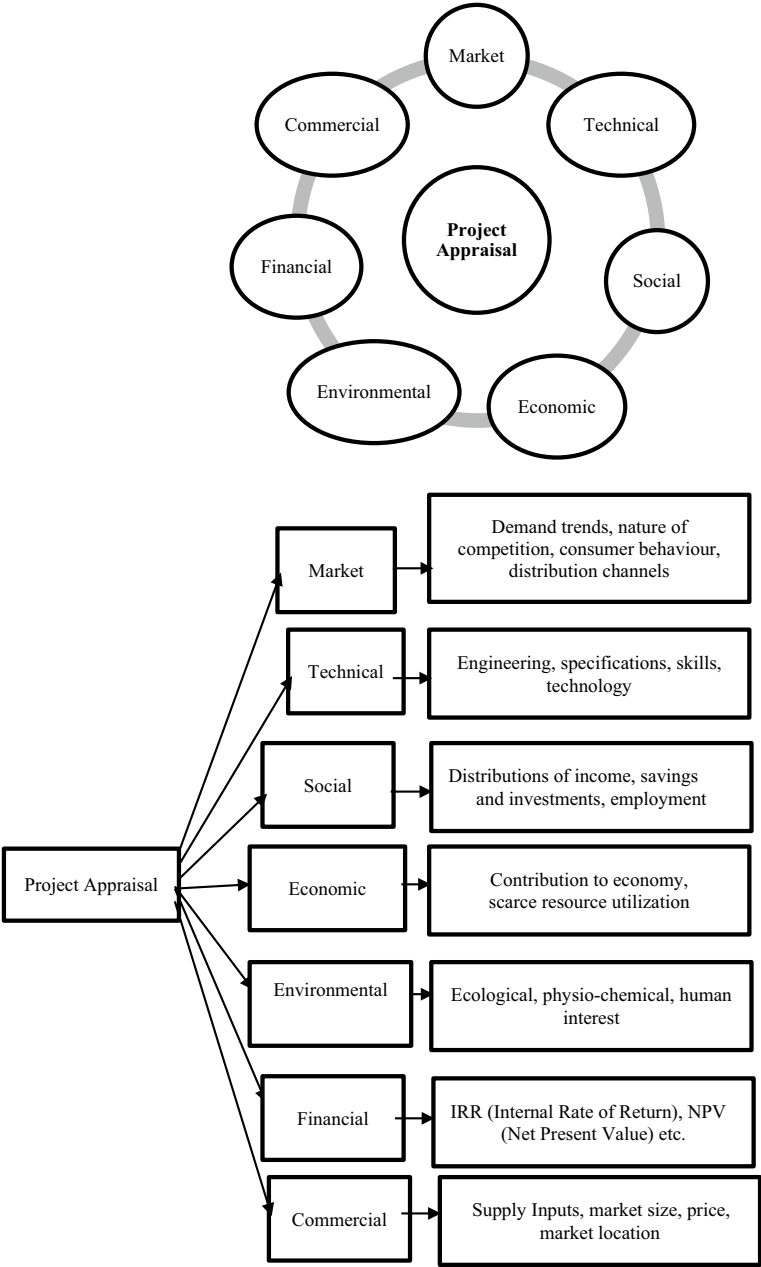 Market
Commercial
Technical
Project
Appraisal
Financial
Social
Environmental
Economic
Demand trends, nature of
competition, consumer behaviour,
distribution channels
Market
Engineering, specifications, skills,
technology
Technical
Distributions of income, savings
and investments, employment
Social
Project Appraisal
Economic
Contribution to economy,
scarce resource utilization
Environmental
Ecological, physio-chemical, human
interest
Financial
IRR (Internal Rate of Return), NPV
(Net Present Value) etc.
Commercial
Supply Inputs, market size, price,
market location